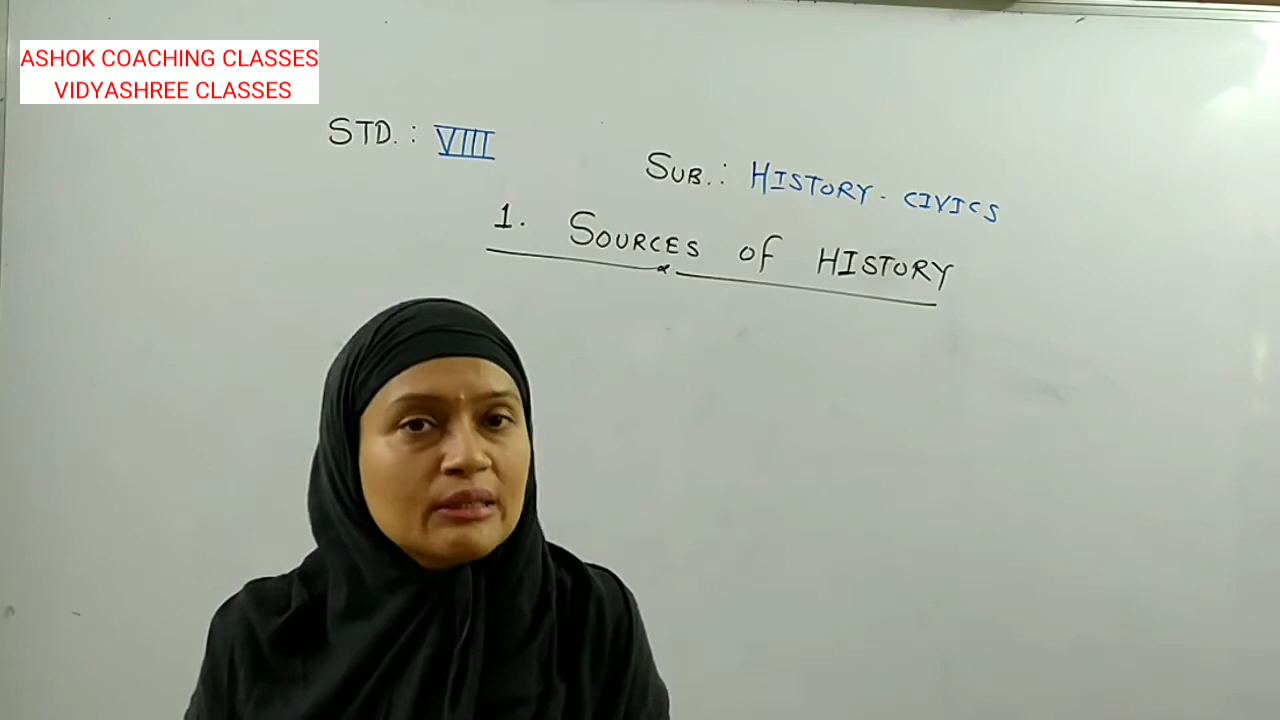 ASHOK COACHING CLASSES
VIDYASHREE CLASSES
STD. : VIII
SUB. : HISTORY - CIVICS
1. SOURCES of HISTORY